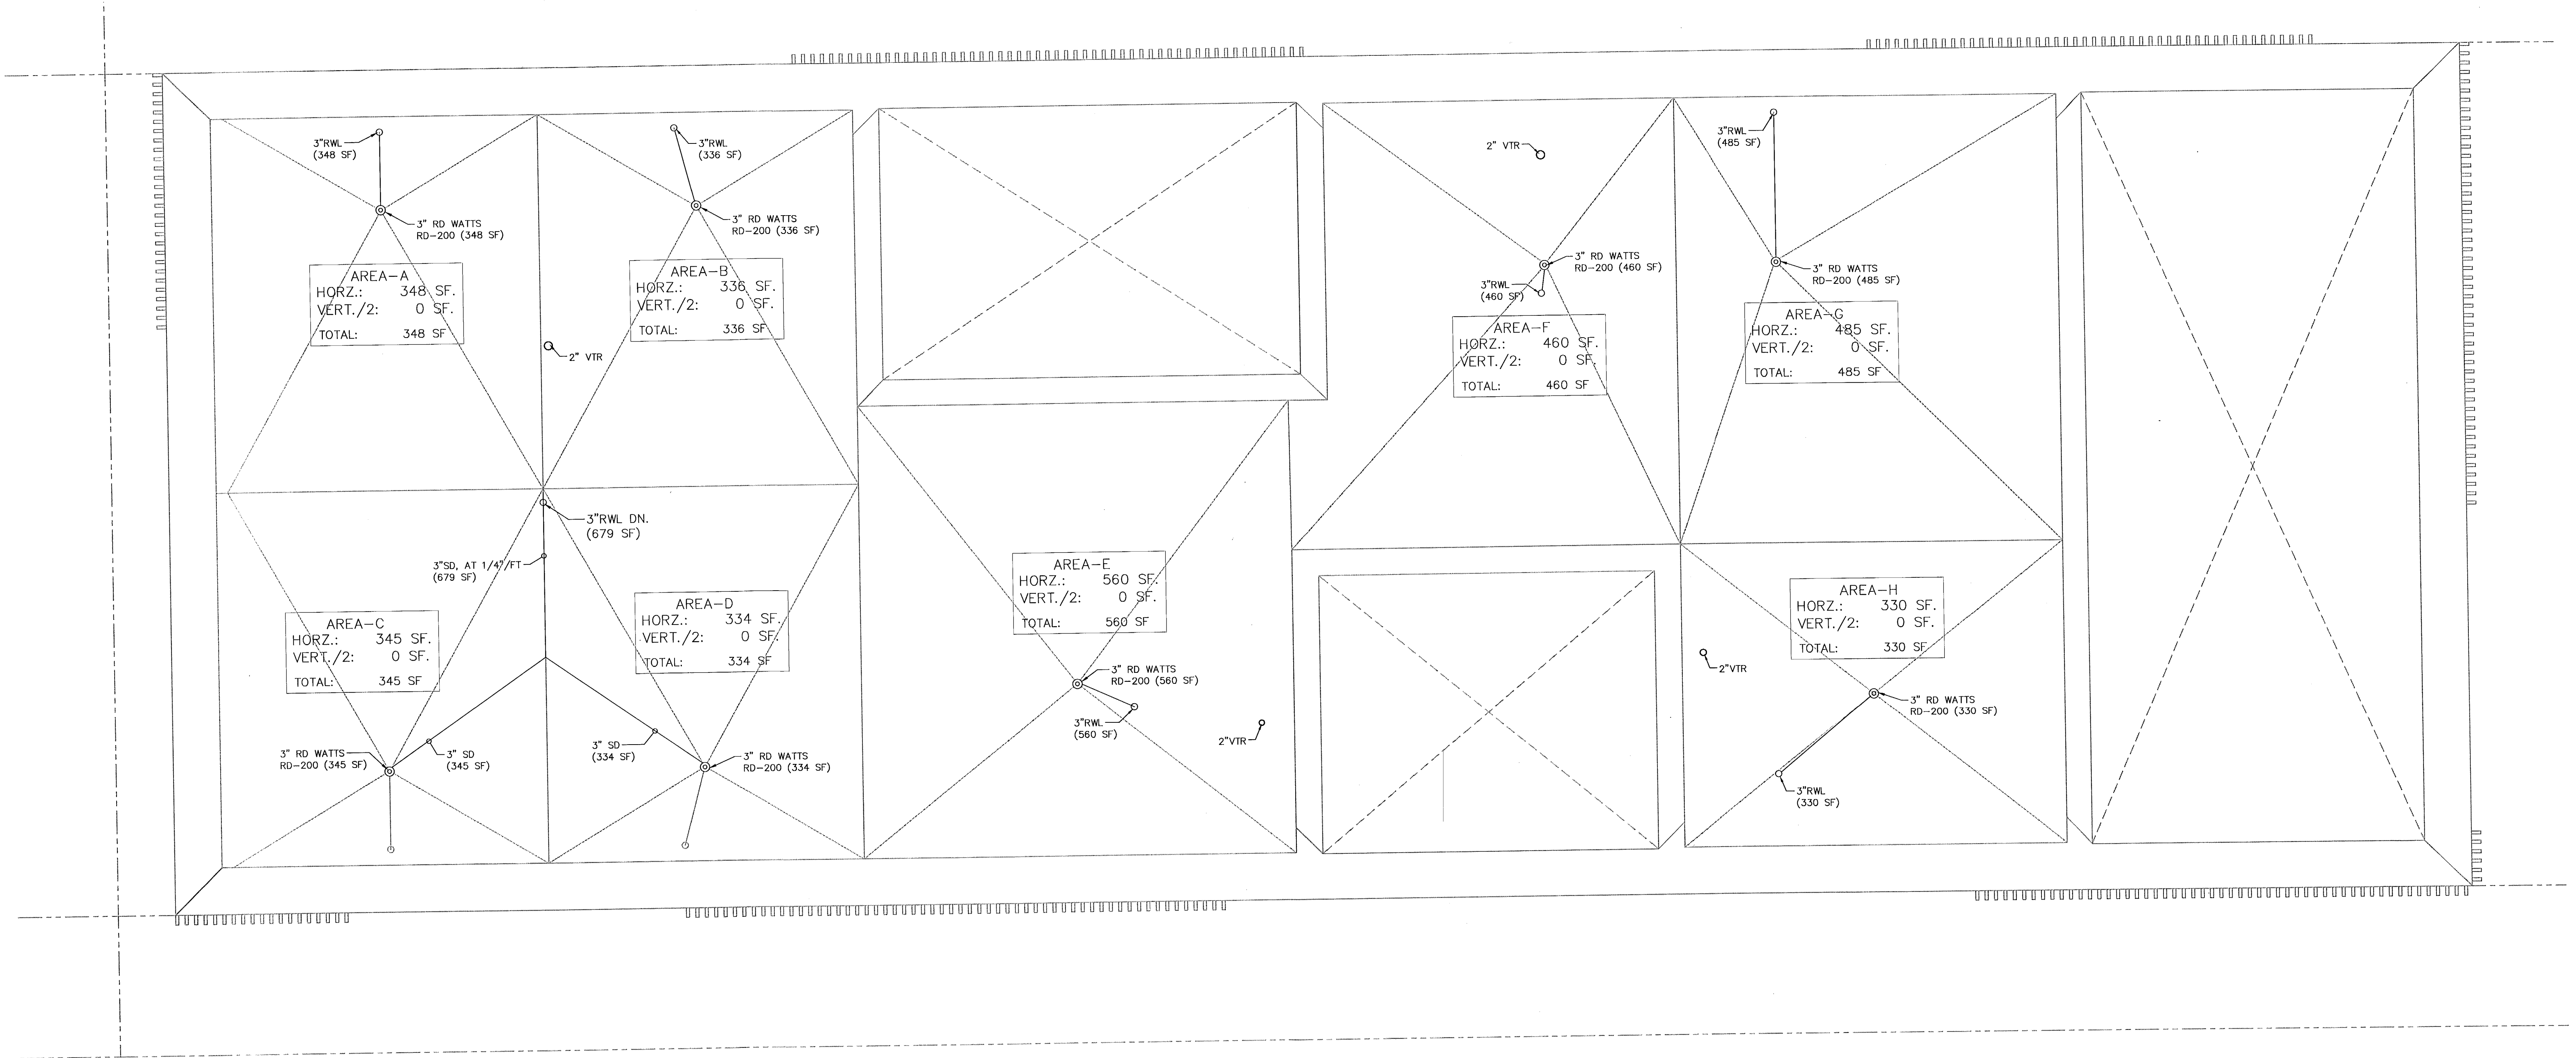 3"RWL
(348 SF)
3" RD WATTS
RD-200 (348 SF)
AREA-A
HORZ.: 348 SF.
VERT./2: 0 SF.
TOTAL: 348 SF
3"RWL
(336 SF)
3" RD WATTS
RD-200 (336 SF)
AREA-B
HORZ.: 336 SF.
VERT./2: 0 SF.
TOTAL: 336 SF
2" VTR
3"RWL DN.
(679 SF)
3"SD, AT 1/4"/FT
(679 SF)
AREA-C
HORZ.: 345 SF.
VERT./2: 0 SF.
TOTAL: 345 SF
3" RD WATTS
RD-200 (345 SF)
3" SD
(345 SF)
AREA-D
HORZ.: 334 SF.
VERT./2: 0 SF.
TOTAL: 334 SF
3" SD
(334 SF)
3" RD WATTS
RD-200 (334 SF)
AREA-E
HORZ.: 560 SF.
VERT./2: 0 SF.
TOTAL: 560 SF
3" RD WATTS
RD-200 (560 SF)
3"RWL
(560 SF)
2"VTR
2" VTR
3" RD WATTS
RD-200 (460 SF)
3"RWL
(460 SF)
AREA-F
HORZ.: 460 SF.
VERT./2: 0 SF.
TOTAL: 460 SF
3"RWL
(485 SF)
3" RD WATTS
RD-200 (485 SF)
AREA-G
HORZ.: 485 SF.
VERT./2: 0 SF.
TOTAL: 485 SF
AREA-H
HORZ.: 330 SF.
VERT./2: 0 SF.
TOTAL: 330 SF
2"VTR
3" RD WATTS
RD-200 (330 SF)
3"RWL
(330 SF)